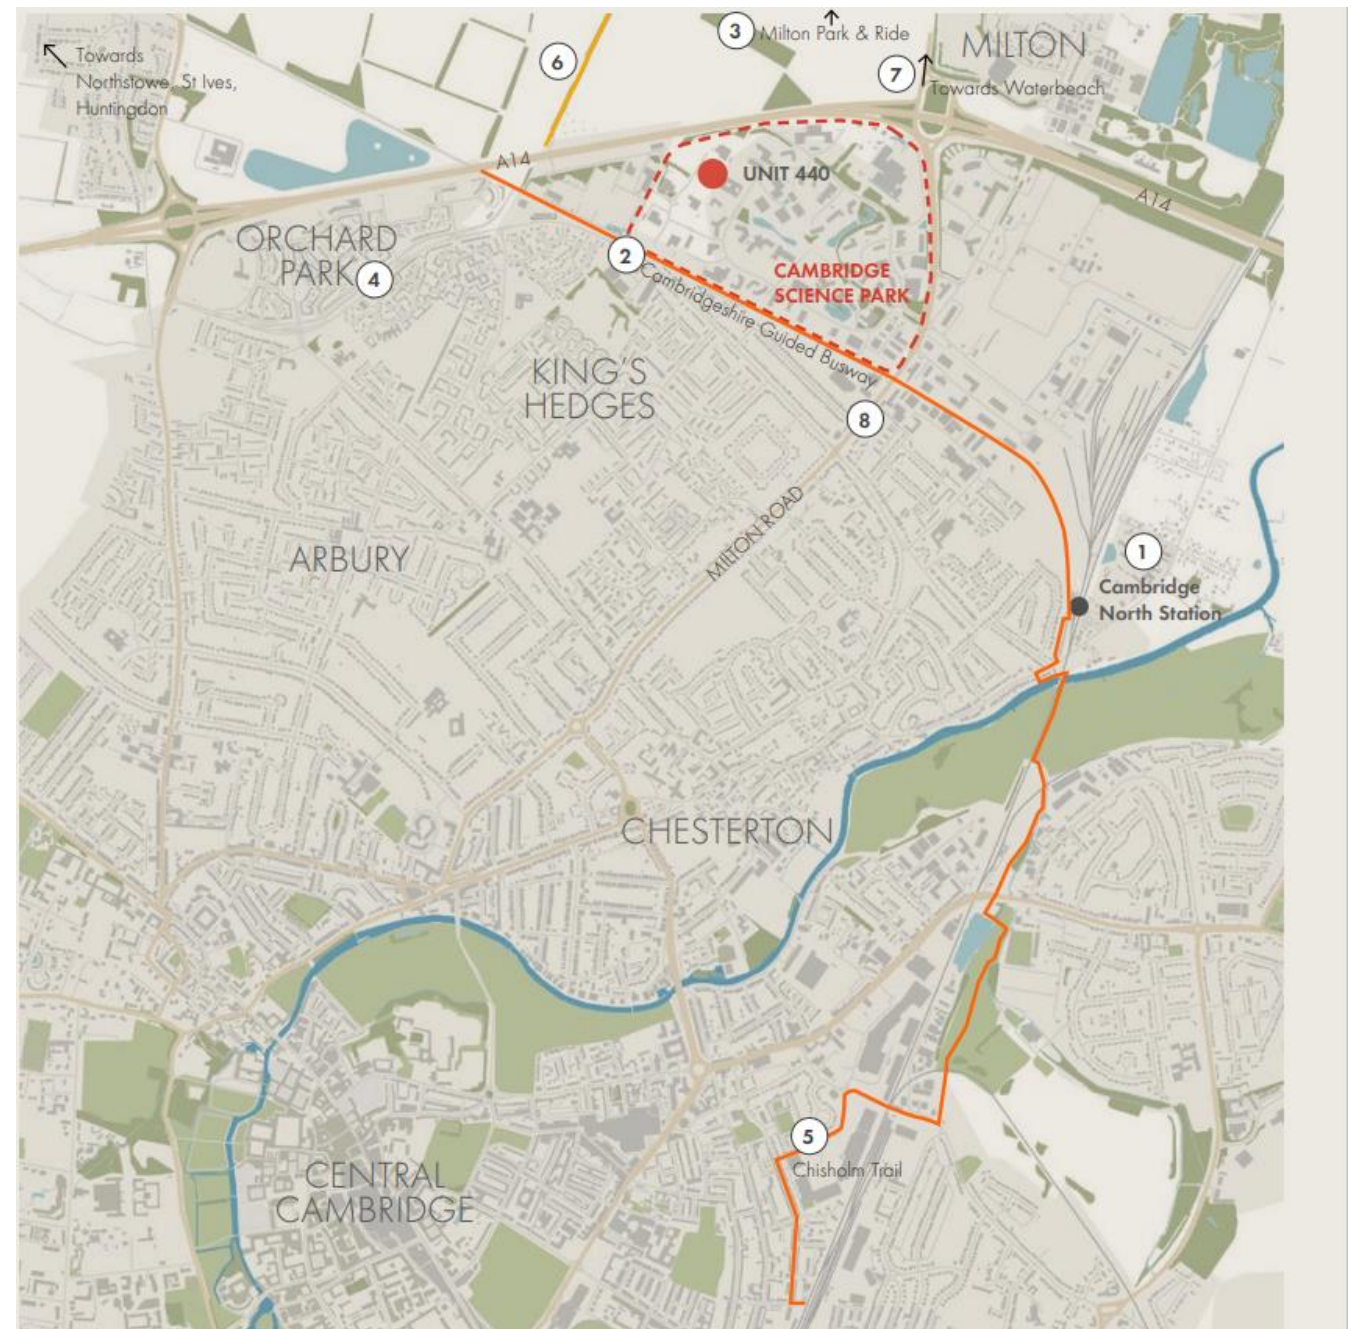 3
Milton Park & Ride
MILTON
Towards
Northstowe, St Ives,
Huntingdon
6
7
Towards Waterbeach
A14
UNIT 440
A14
ORCHARD
PARK
4
2
CAMBRIDGE
SCIENCE PARK
Cambridgeshire Guided Busway
KING'S
HEDGES
8
MILTON ROAD
ARBURY
1
Cambridge
North Station
CHESTERTON
5
Chisholm Trail
CENTRAL
CAMBRIDGE